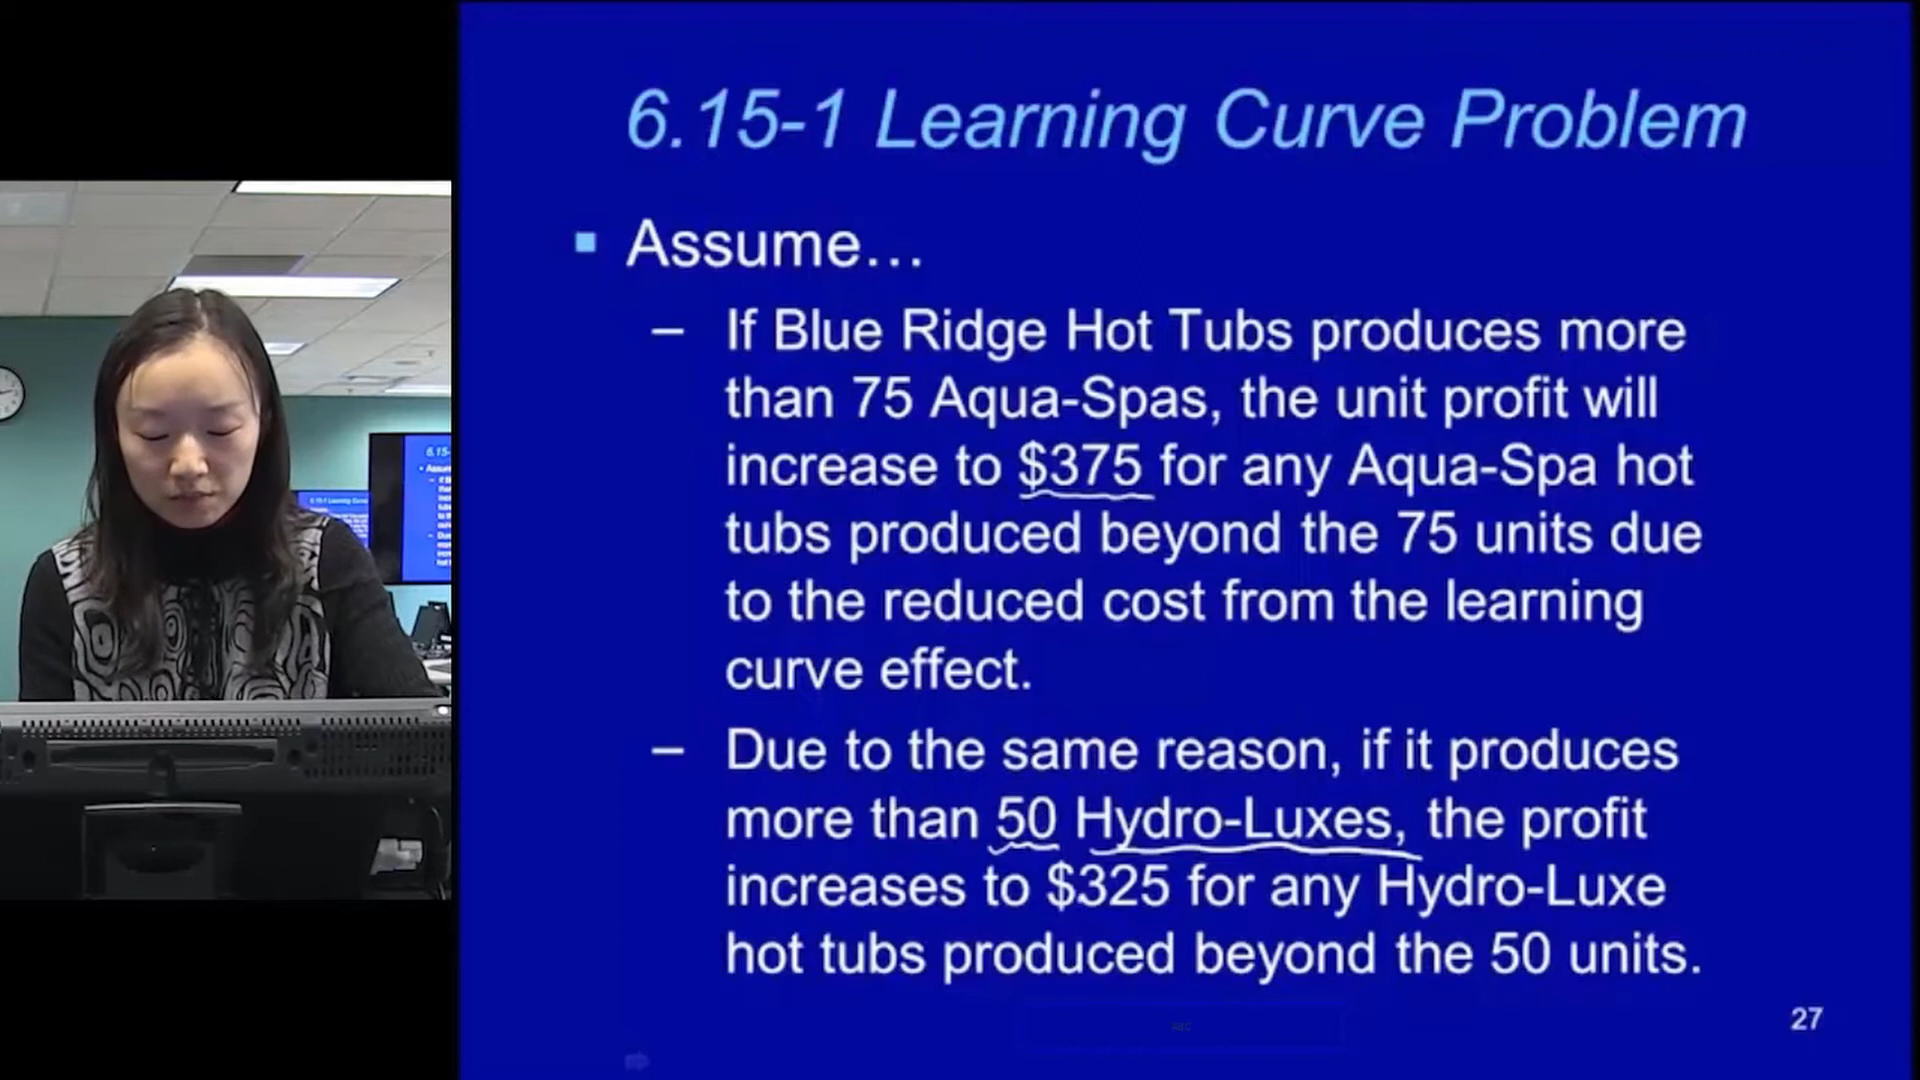 6.15-1 Learning Curve Problem
Assume…
– If Blue Ridge Hot Tubs produces more
than 75 Aqua-Spas, the unit profit will
increase to $375 for any Aqua-Spa hot
tubs produced beyond the 75 units due
to the reduced cost from the learning
curve effect.
– Due to the same reason, if it produces
more than 50 Hydro-Luxes, the profit
increases to $325 for any Hydro-Luxe
hot tubs produced beyond the 50 units.
27
ABC